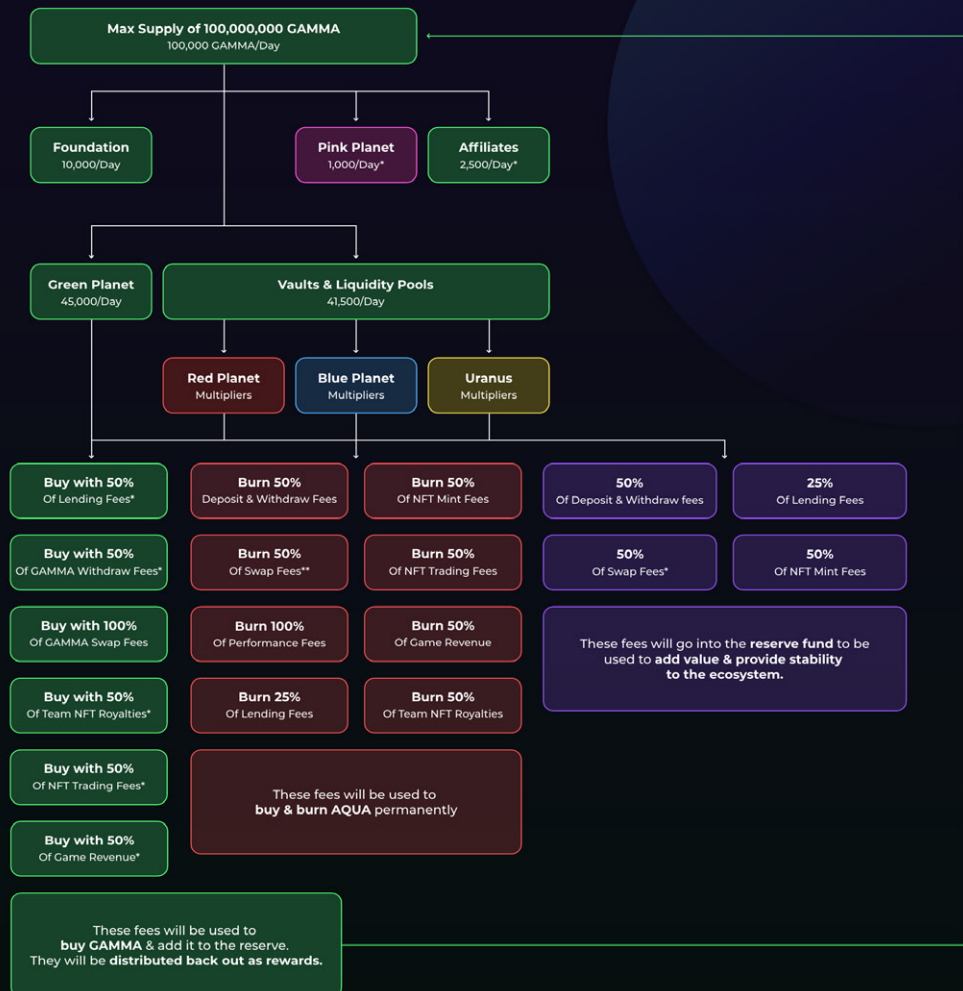 Max Supply of 100,000,000 GAMMA
100,000 GAMMA/Day
Foundation
10,000/Day
Pink Planet
1,000/Day*
Affiliates
2,500/Day*
Green Planet
45,000/Day
Vaults & Liquidity Pools
41,500/Day
Red Planet
Multipliers
Blue Planet
Multipliers
Uranus
Multipliers
Buy with 50%
Of Lending Fees*
Buy with 50%
Of GAMMA Withdraw Fees*
Buy with 100%
Of GAMMA Swap Fees
Buy with 50%
Of Team NFT Royalties*
Buy with 50%
Of NFT Trading Fees*
Buy with 50%
Of Game Revenue*
These fees will be used to
buy GAMMA & add it to the reserve.
They will be distributed back out as rewards.
Burn 50%
Deposit & Withdraw Fees
Burn 50%
Of NFT Mint Fees
Burn 50%
Of Swap Fees**
Burn 50%
Of NFT Trading Fees
Burn 100%
Of Performance Fees
Burn 50%
Of Game Revenue
Burn 25%
Of Lending Fees
Burn 50%
Of Team NFT Royalties
These fees will be used to
buy & burn AQUA permanently
50%
Of Deposit & Withdraw fees
25%
Of Lending Fees
50%
Of Swap Fees*
50%
Of NFT Mint Fees
These fees will go into the reserve fund to be
used to add value & provide stability
to the ecosystem.